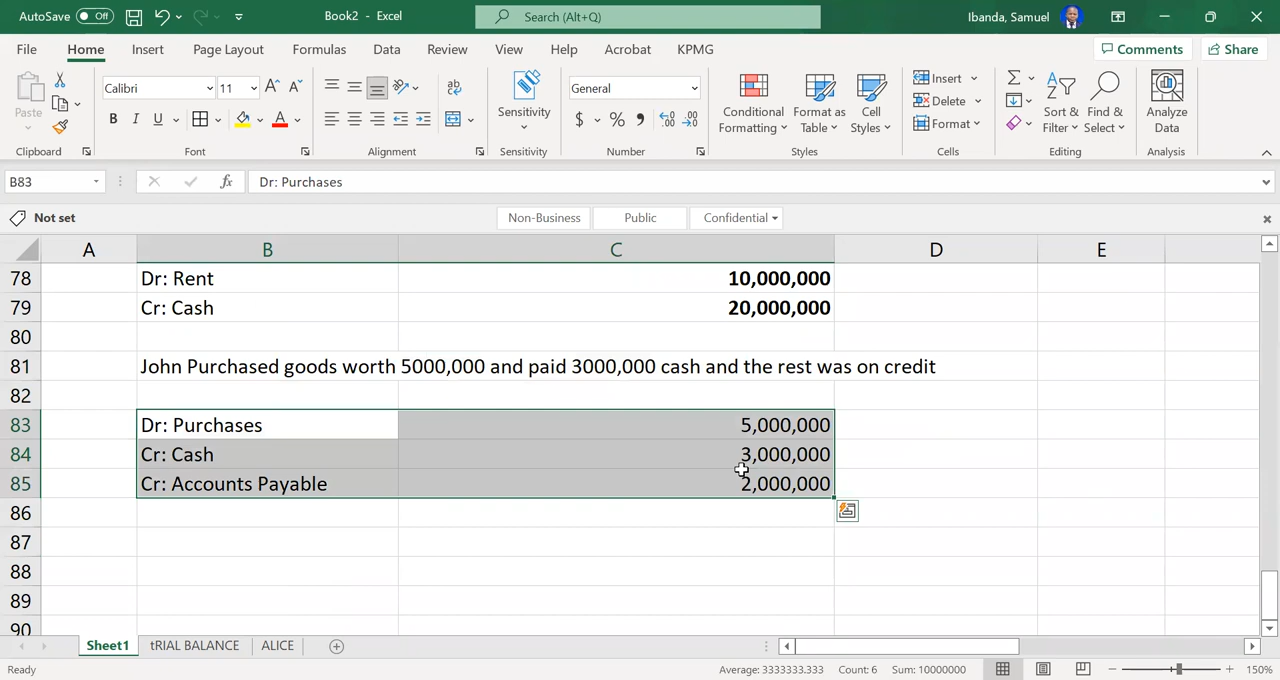 AutoSave Off Book2 - Excel Search (Alt+Q) Ibanda, Samuel
File Home Insert Page Layout Formulas Data Review View Help Acrobat KPMG Comments Share
Paste Calibri 11 General Sensitivity Conditional Formatting Format as Table Cell Styles Insert Delete Format Sort & Filter Find & Select Analyze Data
Clipboard Font Alignment Sensitivity Number Styles Cells Editing Analysis
B83 fx Dr: Purchases
Not set Non-Business Public Confidential
A B C D E
78 Dr: Rent 10,000,000
79 Cr: Cash 20,000,000
80
81 John Purchased goods worth 5000,000 and paid 3000,000 cash and the rest was on credit
82
83 Dr: Purchases 5,000,000
84 Cr: Cash 3,000,000
85 Cr: Accounts Payable 2,000,000
86
87
88
89
90
Sheet1 tRIAL BALANCE ALICE
Ready Average: 3333333.333 Count: 6 Sum: 10000000 150%